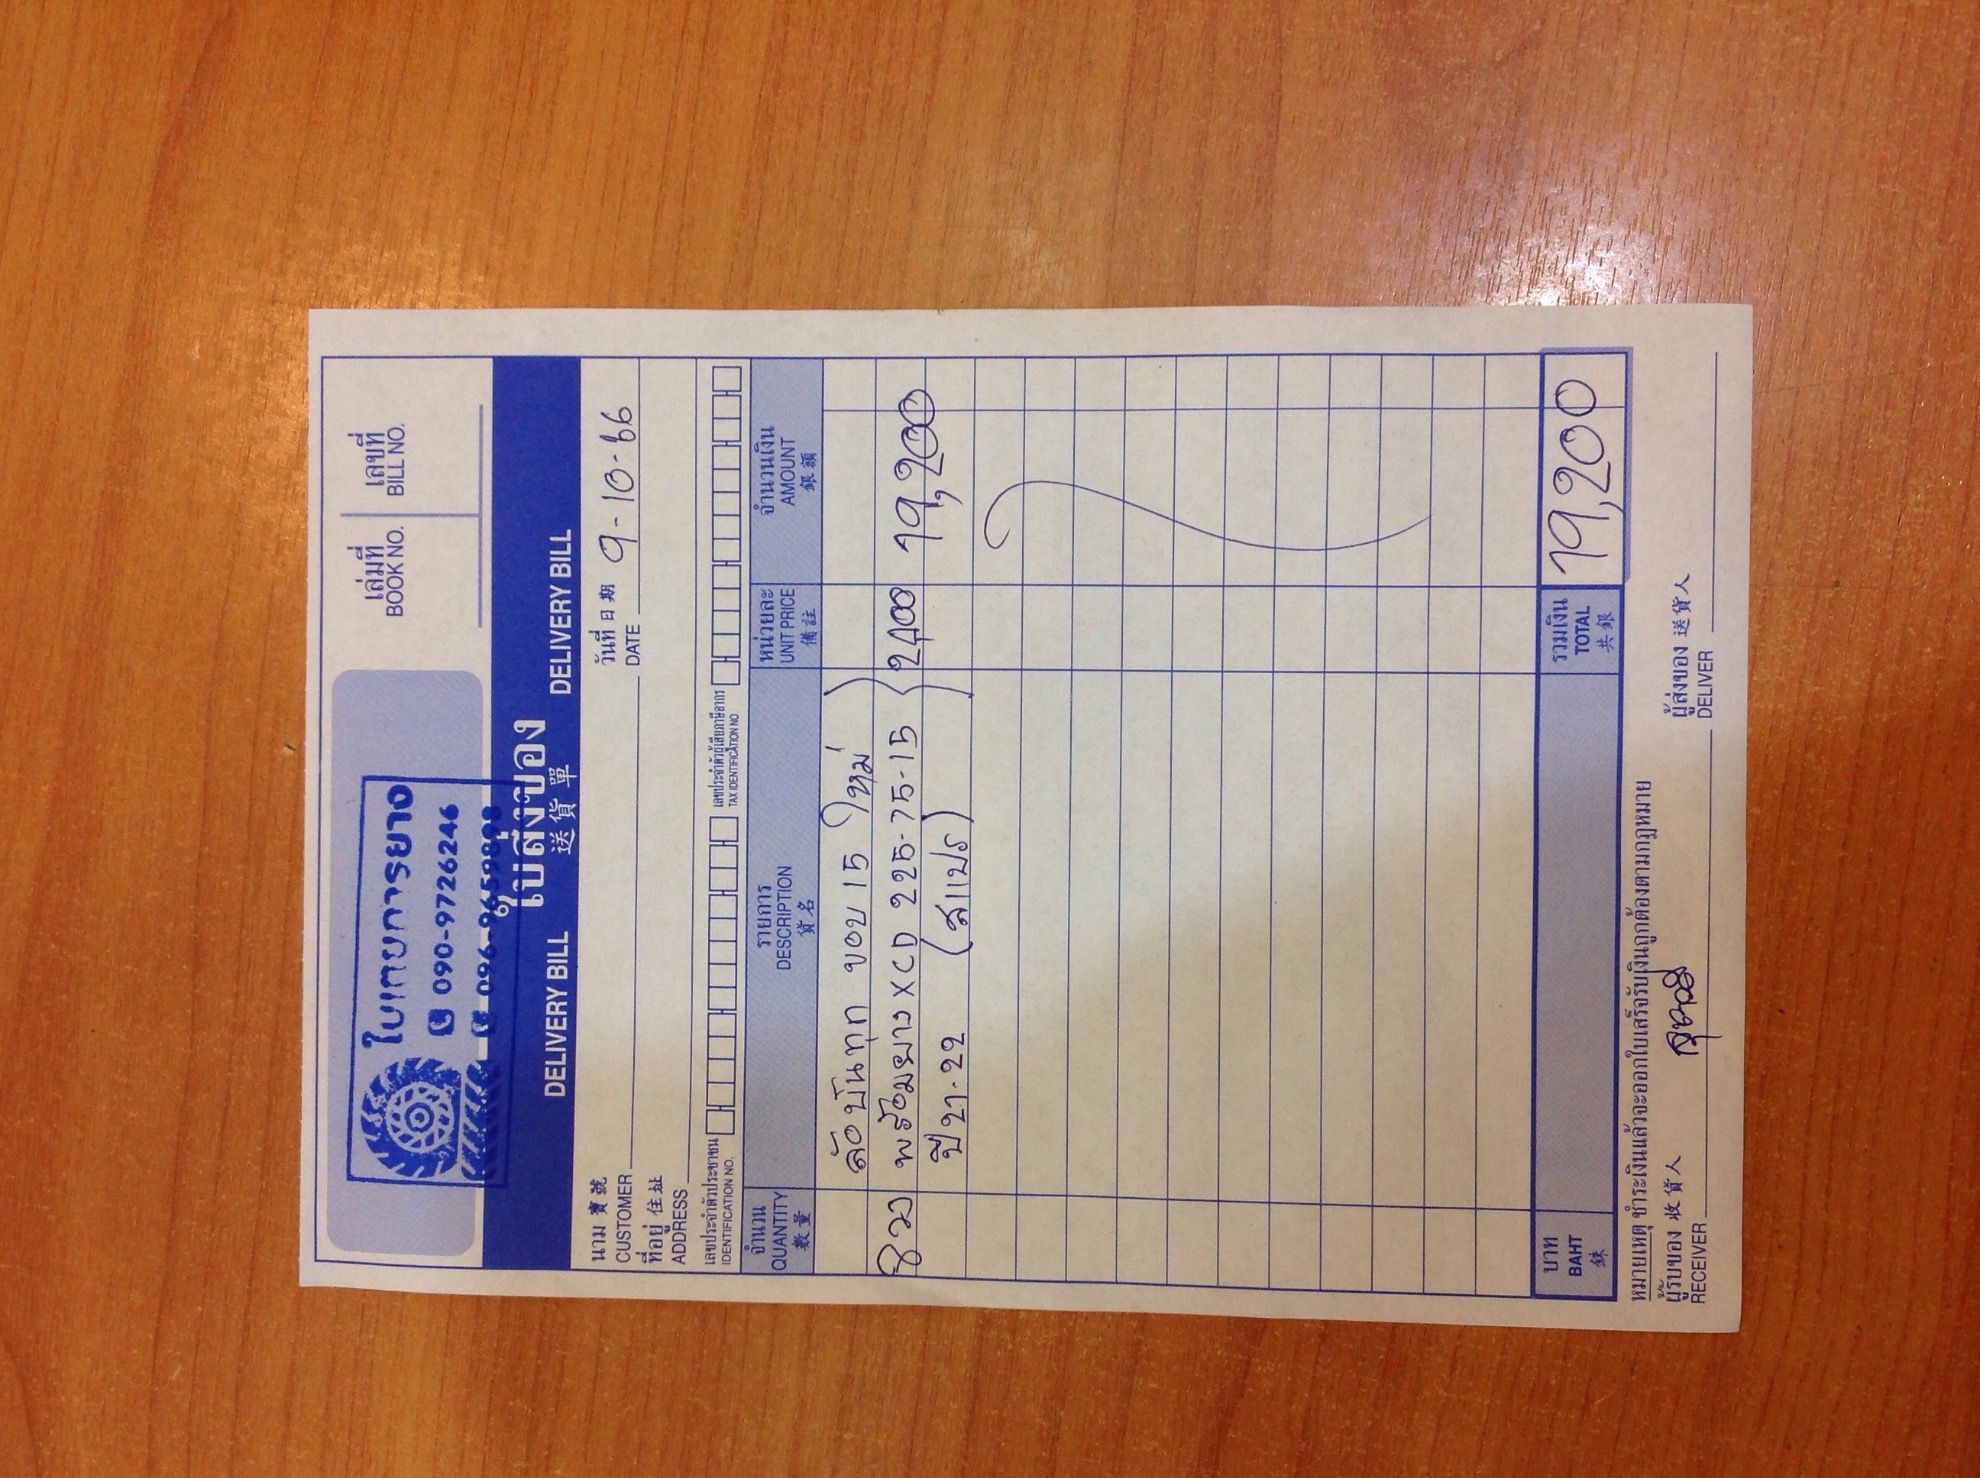 ใบเตยการยาง
090-9726246
096-9659898
เล่มที่
BOOK NO.
เลขที่
BILL NO.
ใบส่งของ
DELIVERY BILL 送貨單 DELIVERY BILL
นาม 賣號
CUSTOMER
วันที่ 日期
DATE 9-10-66
ที่อยู่ 住址
ADDRESS
เลขประจำตัวประชาชน
IDENTIFICATION NO.
เลขประจำตัวผู้เสียภาษีอากร
TAX IDENTIFICATION NO.
จำนวน รายการ หน่วยละ จำนวนเงิน
QUANTITY DESCRIPTION UNIT PRICE AMOUNT
數量 貨名 備註 銀額
ล้อบันทุก ขอบ 15 ใหม่
8 วง พร้อมยาง XCD 225-75-15 2400 19,200
ปี 21-22 (สแปร)
บาท รวมเงิน
BAHT TOTAL 19,200
銖 共銀
หมายเหตุ ชำระเงินแล้วจะออกใบเสร็จรับเงินถูกต้องตามกฎหมาย
ผู้รับของ 收貨人
RECEIVER
ผู้ส่งของ 送貨人
DELIVER